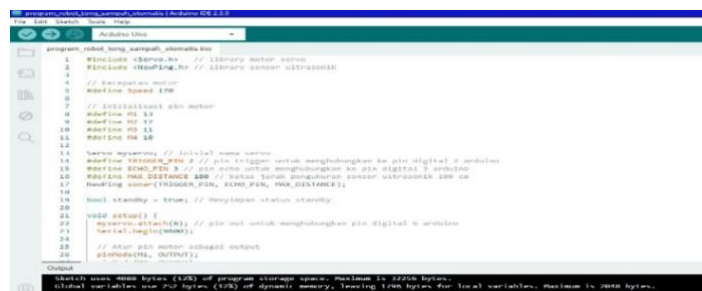 program_robot_tong_sampah_otomatis | Arduino IDE 2.3.0
File Edit Sketch Tools Help
Arduino Uno
program_robot_tong_sampah_otomatis.ino
1 #include <Servo.h> // library motor servo
2 #include <NewPing.h> // library sensor ultrasonik
3
4 // kecepatan motor
5 #define Speed 170
6
7 // Inisialisasi pin motor
8 #define M1 13
9 #define M2 12
10 #define M3 11
11 #define M4 10
12
13 Servo myservo; // Inisial nama servo
14 #define TRIGGER_PIN 2 // pin trigger untuk menghubungkan ke pin digital 2 arduino
15 #define ECHO_PIN 3 // pin echo untuk menghubungkan ke pin digital 3 arduino
16 #define MAX_DISTANCE 100 // batas jarak pengukuran sensor ultrasonik 100 cm
17 NewPing sonar(TRIGGER_PIN, ECHO_PIN, MAX_DISTANCE);
18
19 bool standby = true; // Menyimpan status standby
20
21 void setup() {
22 myservo.attach(6); // pin out untuk menghubungkan pin digital 6 arduino
23 Serial.begin(9600);
24
25 // Atur pin motor sebagai output
26 pinMode(M1, OUTPUT);
Output
Sketch uses 4080 bytes (12%) of program storage space. Maximum is 32256 bytes.
Global variables use 252 bytes (12%) of dynamic memory, leaving 1796 bytes for local variables. Maximum is 2048 bytes.